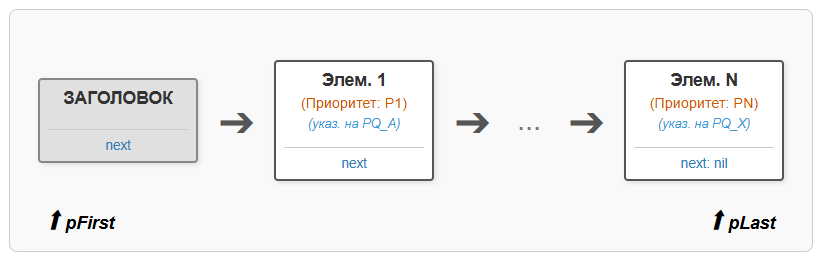 ЗАГОЛОВОК
next
Элем. 1
(Приоритет: P1)
(указ. на PQ_A)
next
...
Элем. N
(Приоритет: PN)
(указ. на PQ_X)
next: nil
pFirst
pLast